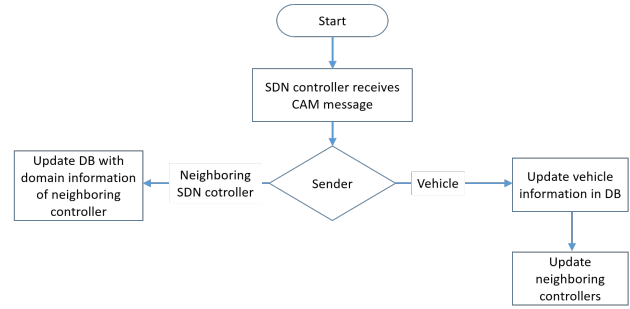 Start
SDN controller receives
CAM message
Sender
Neighboring
SDN cotroller
Update DB with
domain information
of neighboring
controller
Vehicle
Update vehicle
information in DB
Update
neighboring
controllers